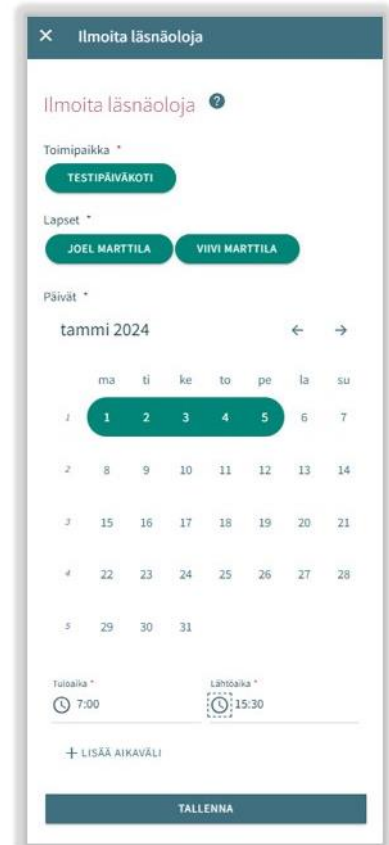 × Ilmoita läsnäoloja
Ilmoita läsnäoloja ?
Toimipaikka *
TESTIPÄIVÄKOTI
Lapset *
JOEL MARTTILA VIIVI MARTTILA
Päivät *
tammi 2024 ← →
ma ti ke to pe la su
1 1 2 3 4 5 6 7
2 8 9 10 11 12 13 14
3 15 16 17 18 19 20 21
4 22 23 24 25 26 27 28
5 29 30 31
Tuloaika * Lähtöaika *
7:00 15:30
+ LISÄÄ AIKAVÄLI
TALLENNA